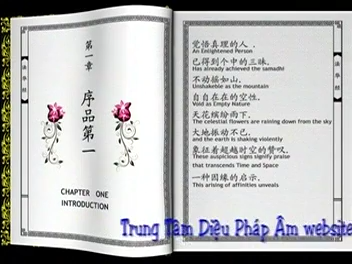 第一章
序品第一
CHAPTER ONE
INTRODUCTION
觉悟真理的人．
An Enlightened Person
已得到个中的三昧．
Has already achieved the samadhi
不动摇如山．
Unshakeble as the mountain
自自在在的空性．
Void as Empty Nature
天花缤纷而下．
The celestial flowers are raining down from the sky
大地振动不已．
and the earth is shaking violently
象征着超越时空的赞叹．
These auspicious signs signify praise
that transcends Time and Space
一种因缘的启示．
This arising of affinities unveals
Trung Tâm Diệu Pháp Âm website